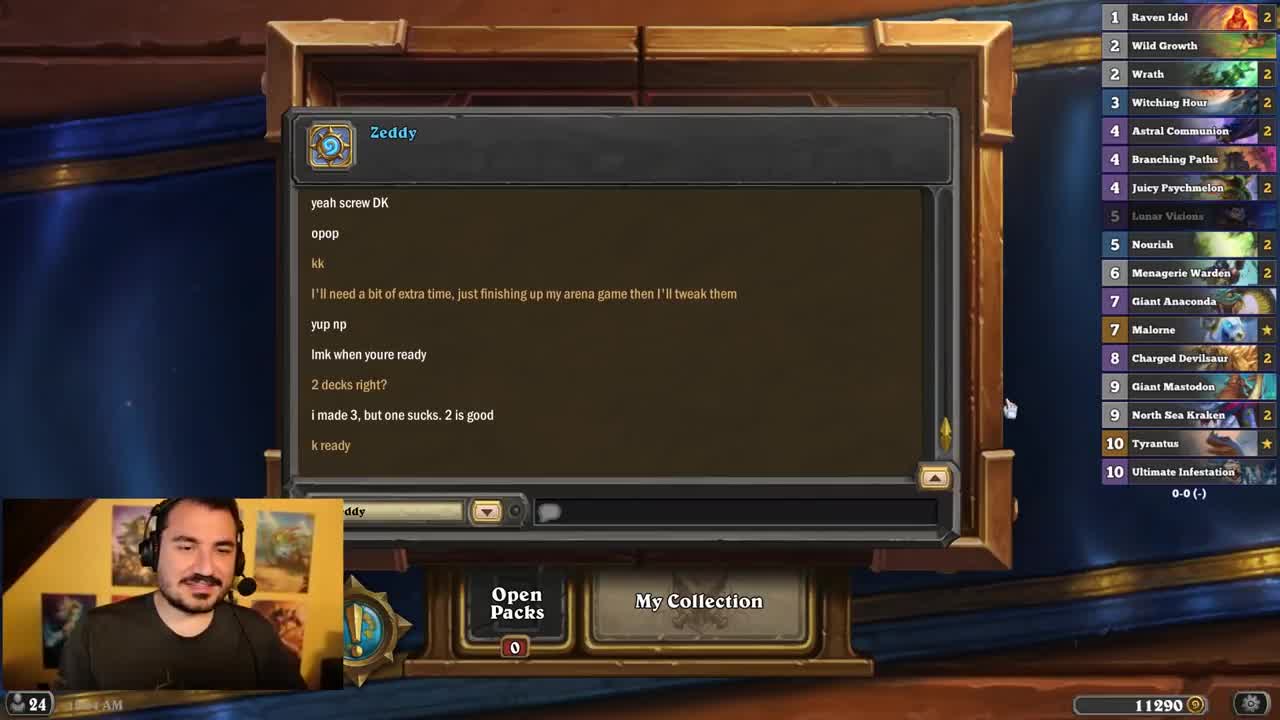 Zeddy
yeah screw DK
opop
kk
I'll need a bit of extra time, just finishing up my arena game then I'll tweak them
yup np
lmk when youre ready
2 decks right?
i made 3, but one sucks. 2 is good
k ready
eddy
Open
Packs
0
My Collection
24
AM
11290
1 Raven Idol 2
2 Wild Growth
2 Wrath 2
3 Witching Hour 2
4 Astral Communion 2
4 Branching Paths
4 Juicy Psychmelon 2
5 Lunar Visions
5 Nourish 2
6 Menagerie Warden 2
7 Giant Anaconda
7 Malorne
8 Charged Devilsaur 2
9 Giant Mastodon
9 North Sea Kraken 2
10 Tyrantus
10 Ultimate Infestation
0-0 (-)